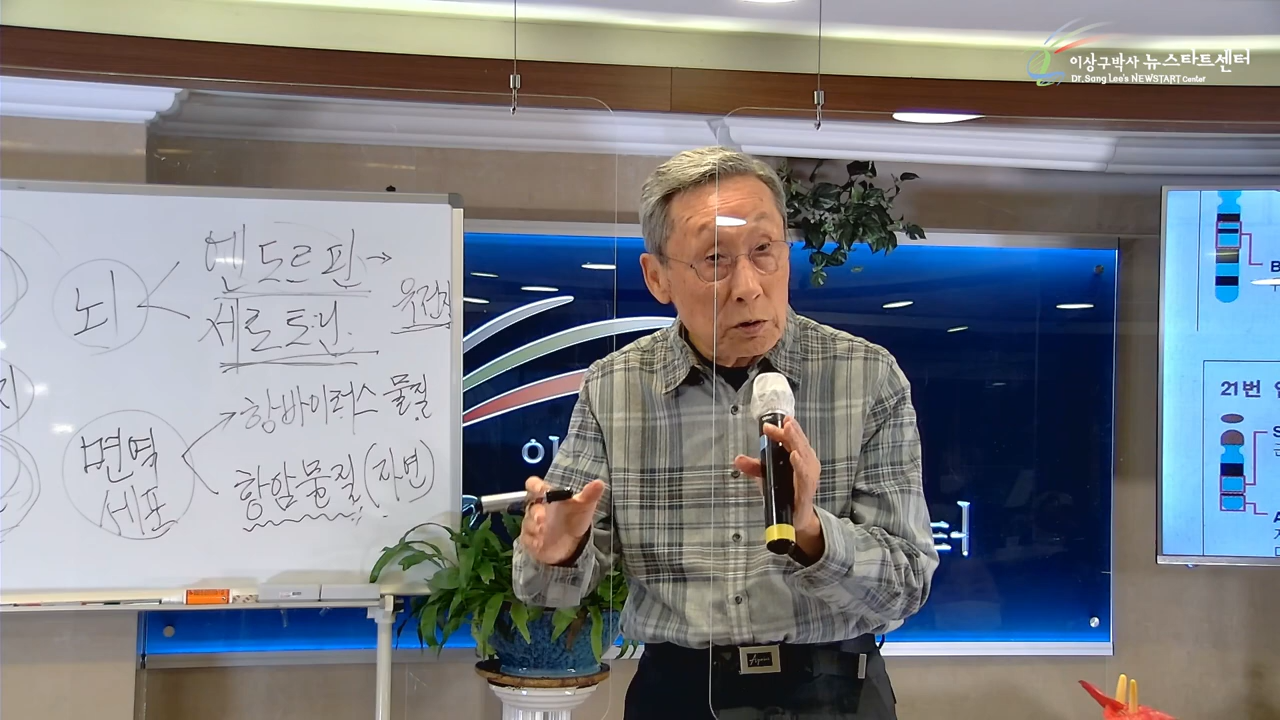 이상구박사 뉴스타트센터
Dr. Sang Lee's NEWSTART Center
뇌
엔도르핀→
세로토닌
유전자
면역
세포
항바이러스 물질
항암물질(자연)
21번